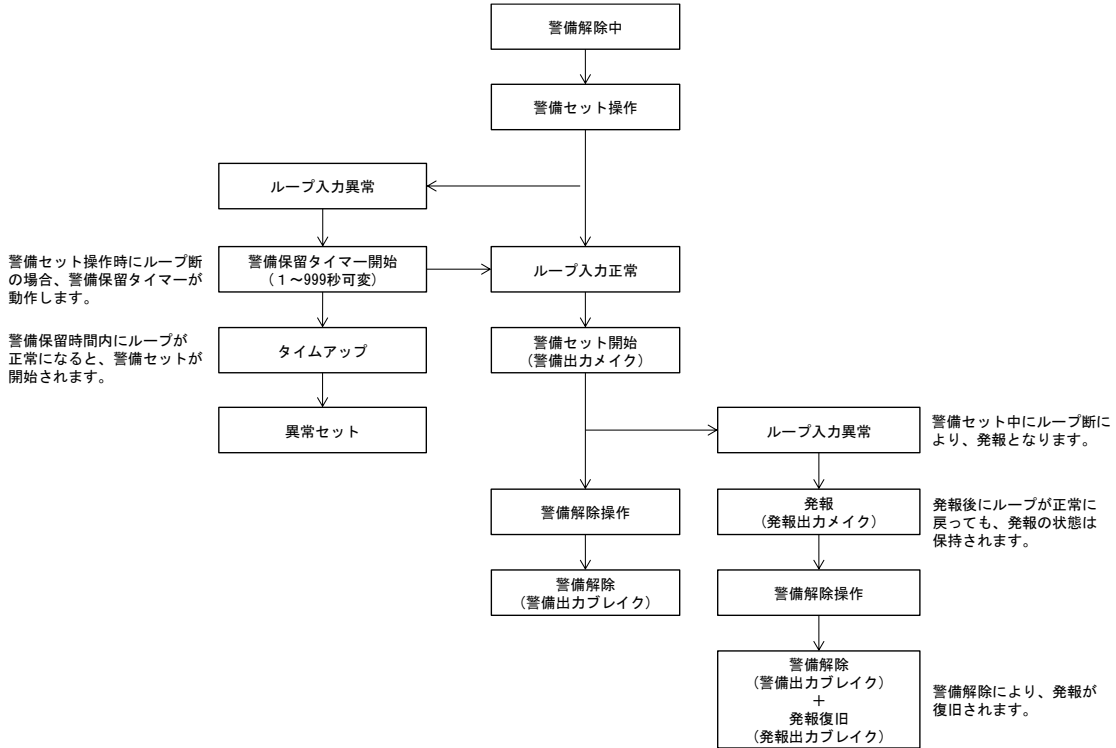 警備解除中
警備セット操作
ループ入力異常
警備セット操作時にループ断
の場合、警備保留タイマーが
動作します。
警備保留タイマー開始
(1～999秒可変)
ループ入力正常
警備保留時間内にループが
正常になると、警備セットが
開始されます。
タイムアップ
警備セット開始
(警備出力メイク)
異常セット
ループ入力異常
警備セット中にループ断に
より、発報となります。
警備解除操作
発報
(発報出力メイク)
発報後にループが正常に
戻っても、発報の状態は
保持されます。
警備解除
(警備出力ブレイク)
警備解除操作
警備解除
(警備出力ブレイク)
＋
発報復旧
(発報出力ブレイク)
警備解除により、発報が
復旧されます。